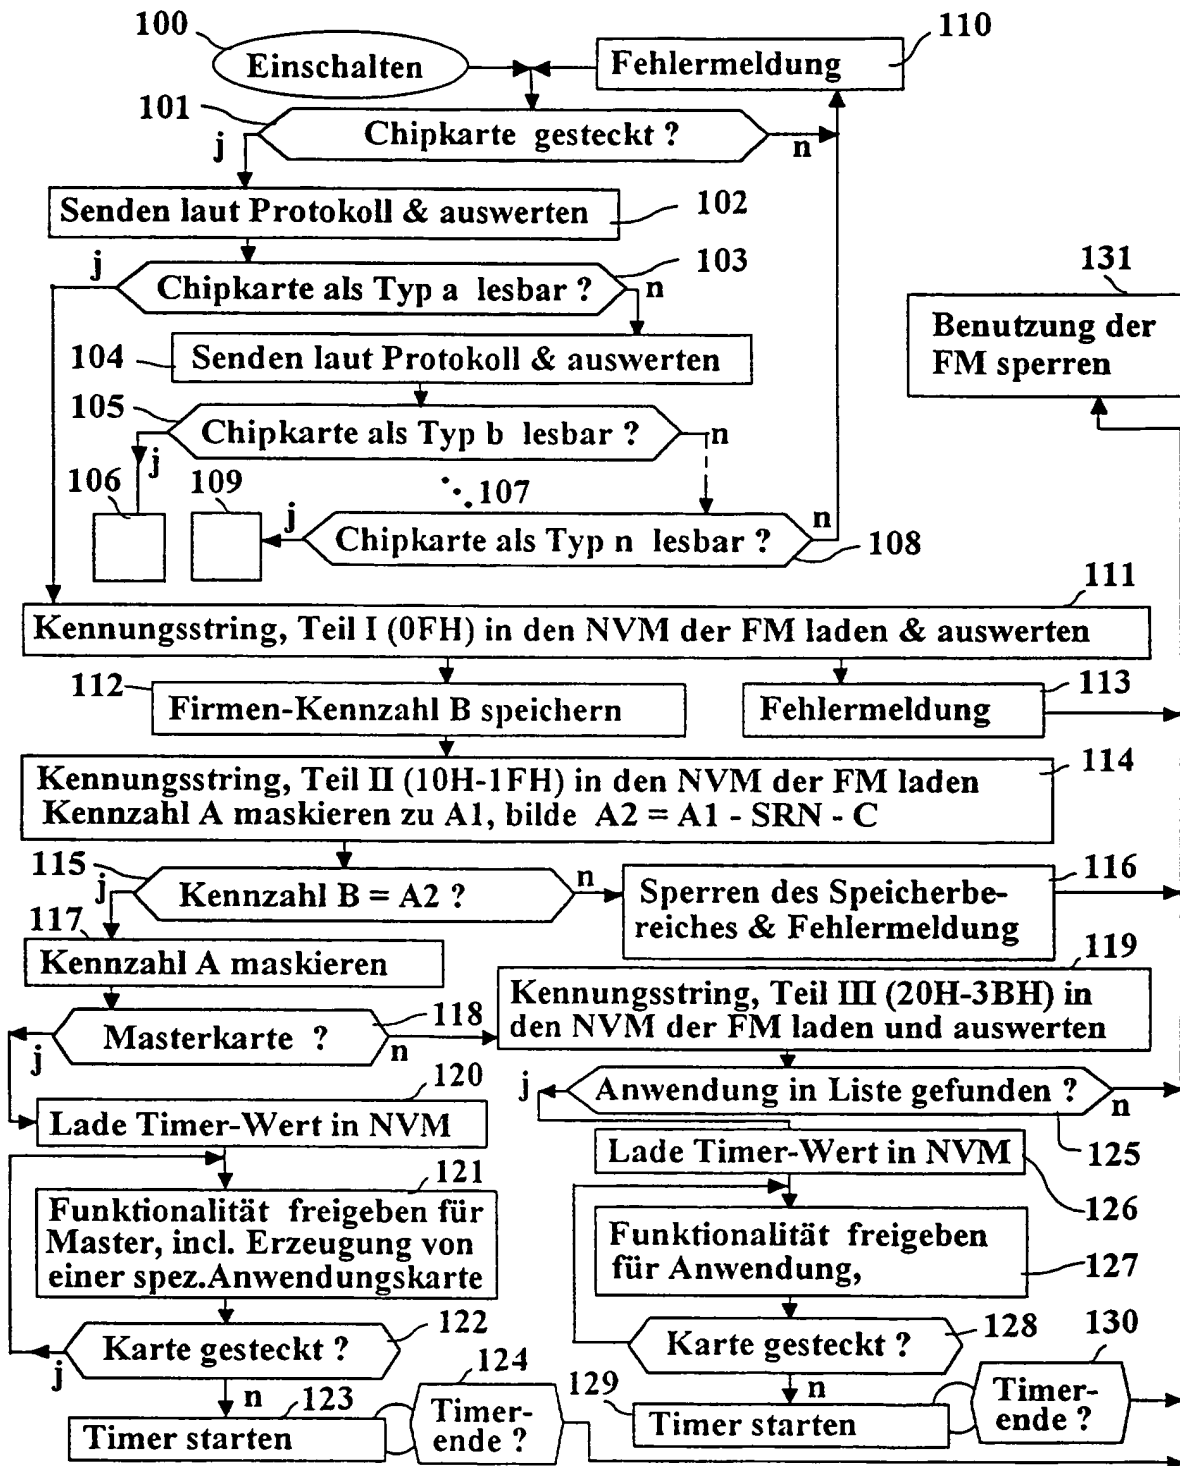 100
Einschalten
Fehlermeldung
110
101
Chipkarte gesteckt ?
j
n
Senden laut Protokoll & auswerten
102
j
Chipkarte als Typ a lesbar ?
103
n
131
Benutzung der
FM sperren
104
Senden laut Protokoll & auswerten
105
Chipkarte als Typ b lesbar ?
n
j
106
109
107
j
Chipkarte als Typ n lesbar ?
n
108
111
Kennungsstring, Teil I (0FH) in den NVM der FM laden & auswerten
112
Firmen-Kennzahl B speichern
Fehlermeldung
113
Kennungsstring, Teil II (10H-1FH) in den NVM der FM laden
Kennzahl A maskieren zu A1, bilde A2 = A1 - SRN - C
114
115
j
Kennzahl B = A2 ?
n
Sperren des Speicherbe-
reiches & Fehlermeldung
116
117
Kennzahl A maskieren
119
Kennungsstring, Teil III (20H-3BH) in
den NVM der FM laden und auswerten
j
Masterkarte ?
118
n
120
Lade Timer-Wert in NVM
j
Anwendung in Liste gefunden ?
n
125
Lade Timer-Wert in NVM
126
121
Funktionalität freigeben für
Master, incl. Erzeugung von
einer spez.Anwendungskarte
Funktionalität freigeben
für Anwendung,
127
j
Karte gesteckt ?
122
n
Karte gesteckt ?
128
n
123
Timer starten
124
Timer-
ende ?
129
Timer starten
130
Timer-
ende ?